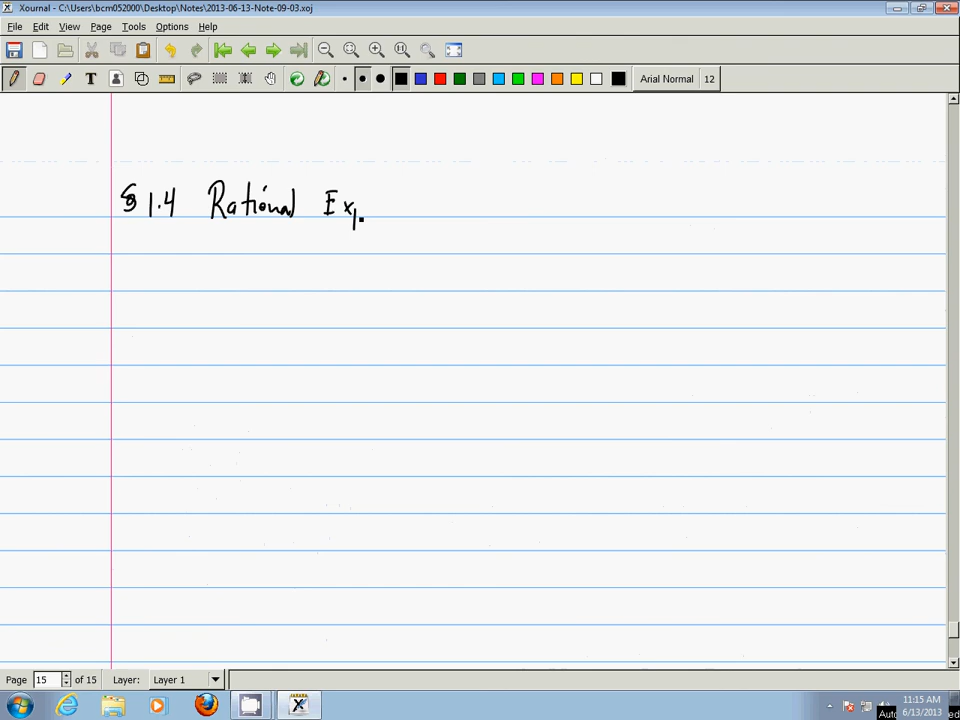 Xournal - C:\Users\bcm052000\Desktop\Notes\2013-06-13-Note-09-03.xoj
File Edit View Page Tools Options Help
Arial Normal 12
§ 1.4 Rational Exp
Page 15 of 15 Layer: Layer 1
11:15 AM
6/13/2013